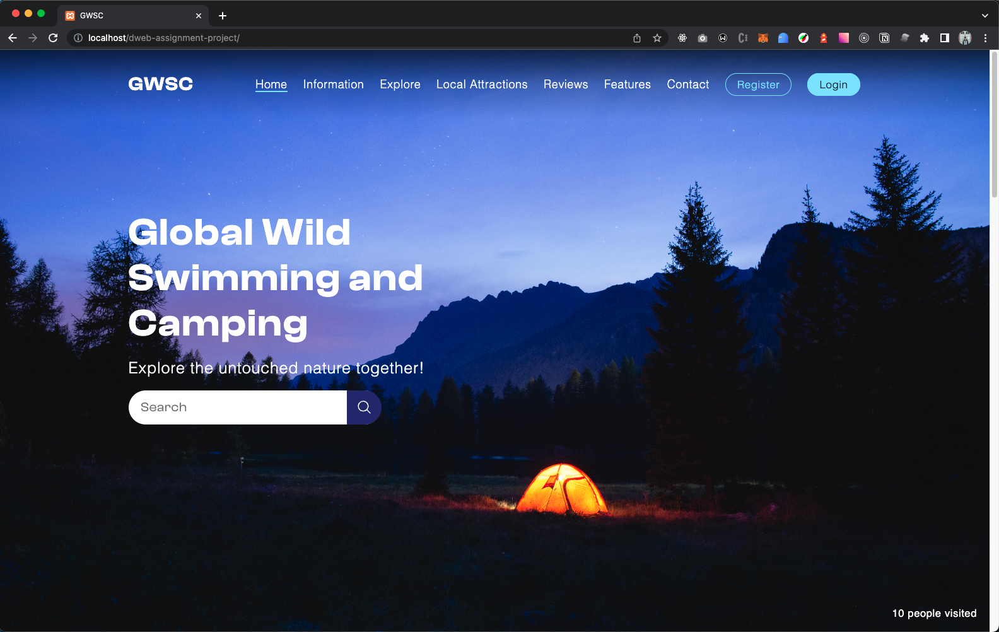 GWSC
localhost/dweb-assignment-project/
GWSC
Home Information Explore Local Attractions Reviews Features Contact Register Login
Global Wild
Swimming and
Camping
Explore the untouched nature together!
Search
10 people visited